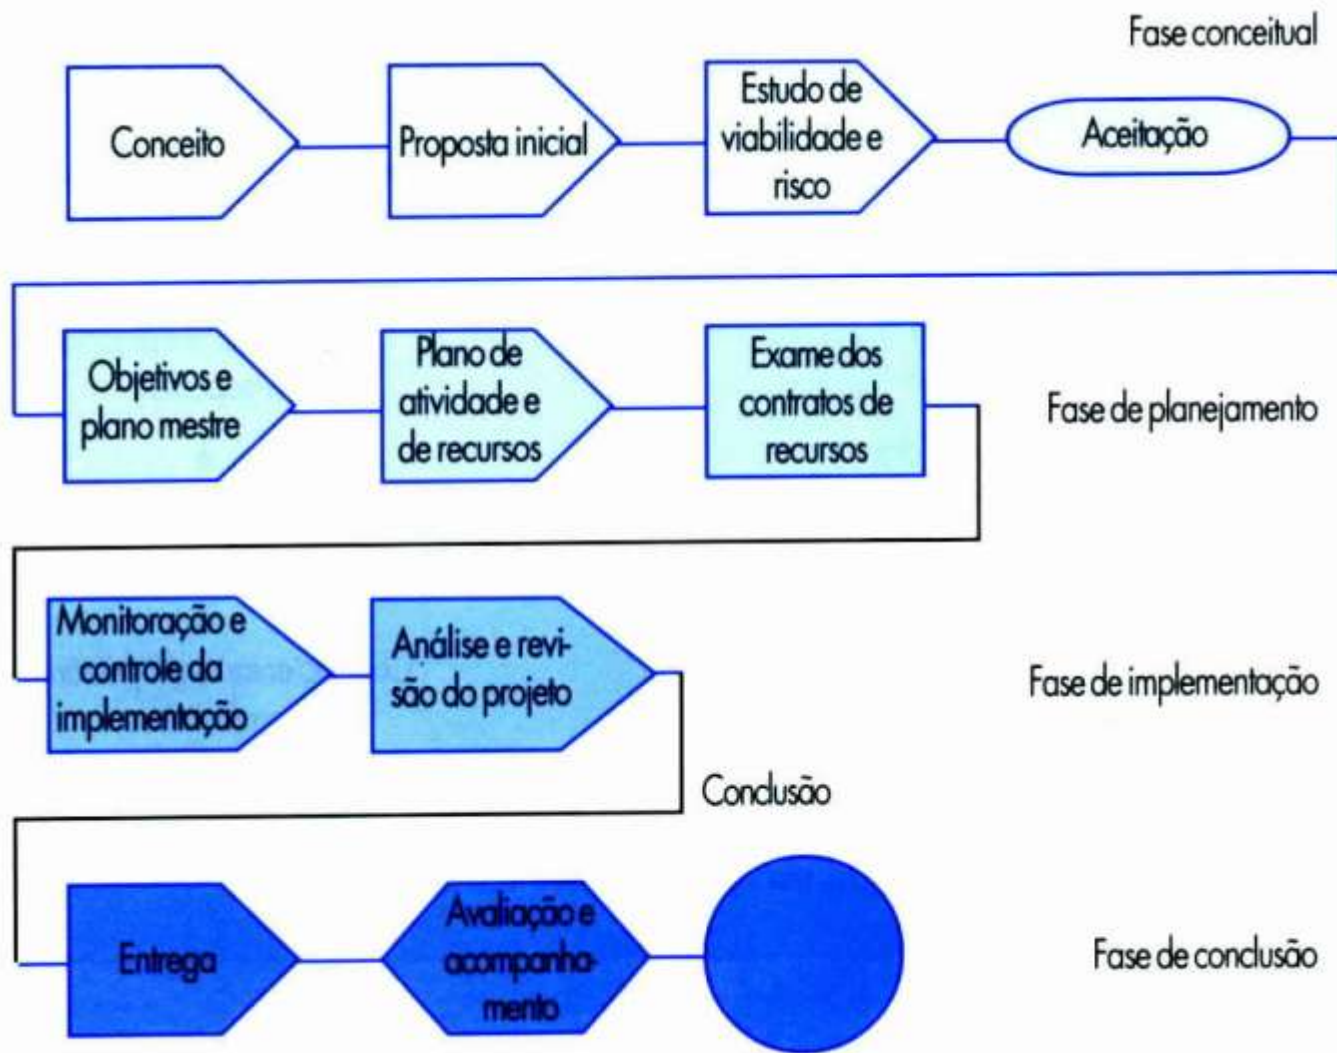 Fase conceitual
Conceito
Proposta inicial
Estudo de
viabilidade e
risco
Aceitação
Objetivos e
plano mestre
Plano de
atividade e
de recursos
Exame dos
contratos de
recursos
Fase de planejamento
Monitoração e
controle da
implementação
Análise e revi-
são do projeto
Fase de implementação
Conclusão
Entrega
Avaliação e
acompanha-
mento
Fase de conclusão